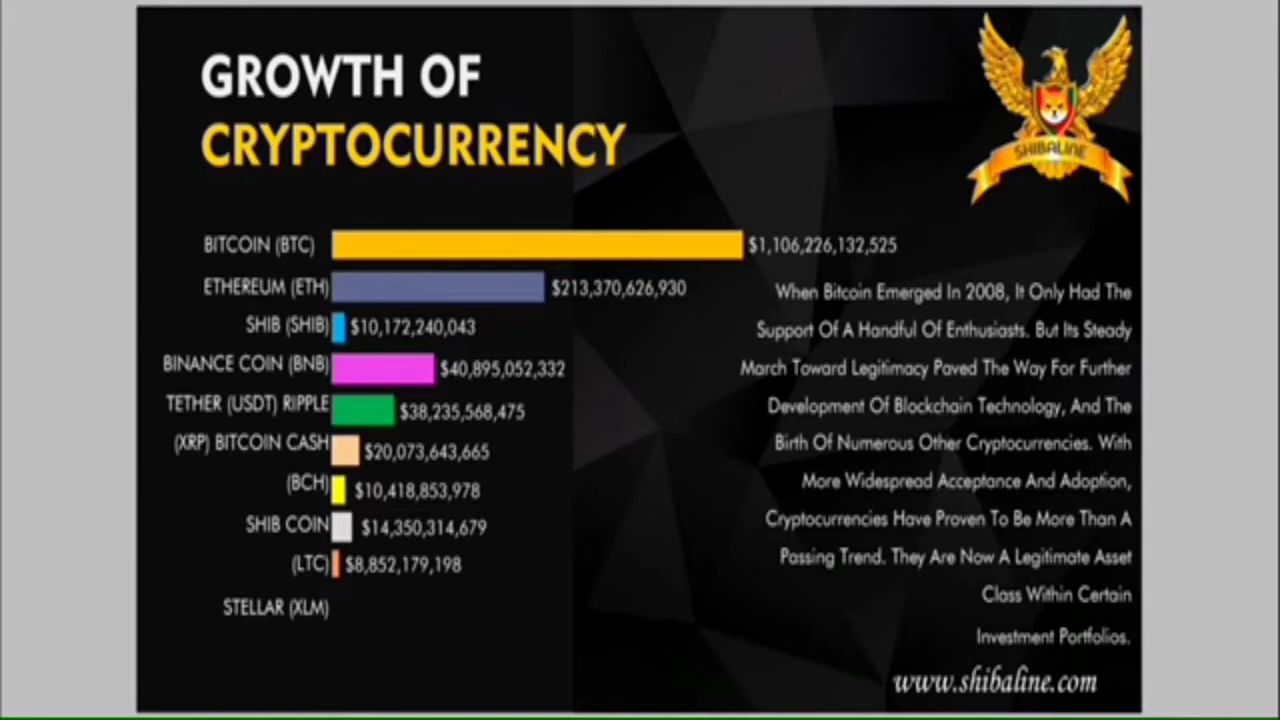 GROWTH OF
CRYPTOCURRENCY
SHIBALINE
BITCOIN (BTC) $1,106,226,132,525
ETHEREUM (ETH) $213,370,626,930
SHIB (SHIB) $10,172,240,043
BINANCE COIN (BNB) $40,895,052,332
TETHER (USDT) RIPPLE $38,235,568,475
(XRP) BITCOIN CASH $20,073,643,665
(BCH) $10,418,853,978
SHIB COIN $14,350,314,679
(LTC) $8,852,179,198
STELLAR (XLM)
When Bitcoin Emerged In 2008, It Only Had The
Support Of A Handful Of Enthusiasts. But Its Steady
March Toward Legitimacy Paved The Way For Further
Development Of Blockchain Technology, And The
Birth Of Numerous Other Cryptocurrencies. With
More Widespread Acceptance And Adoption,
Cryptocurrencies Have Proven To Be More Than A
Passing Trend. They Are Now A Legitimate Asset
Class Within Certain
Investment Portfolios.
www.shibaline.com